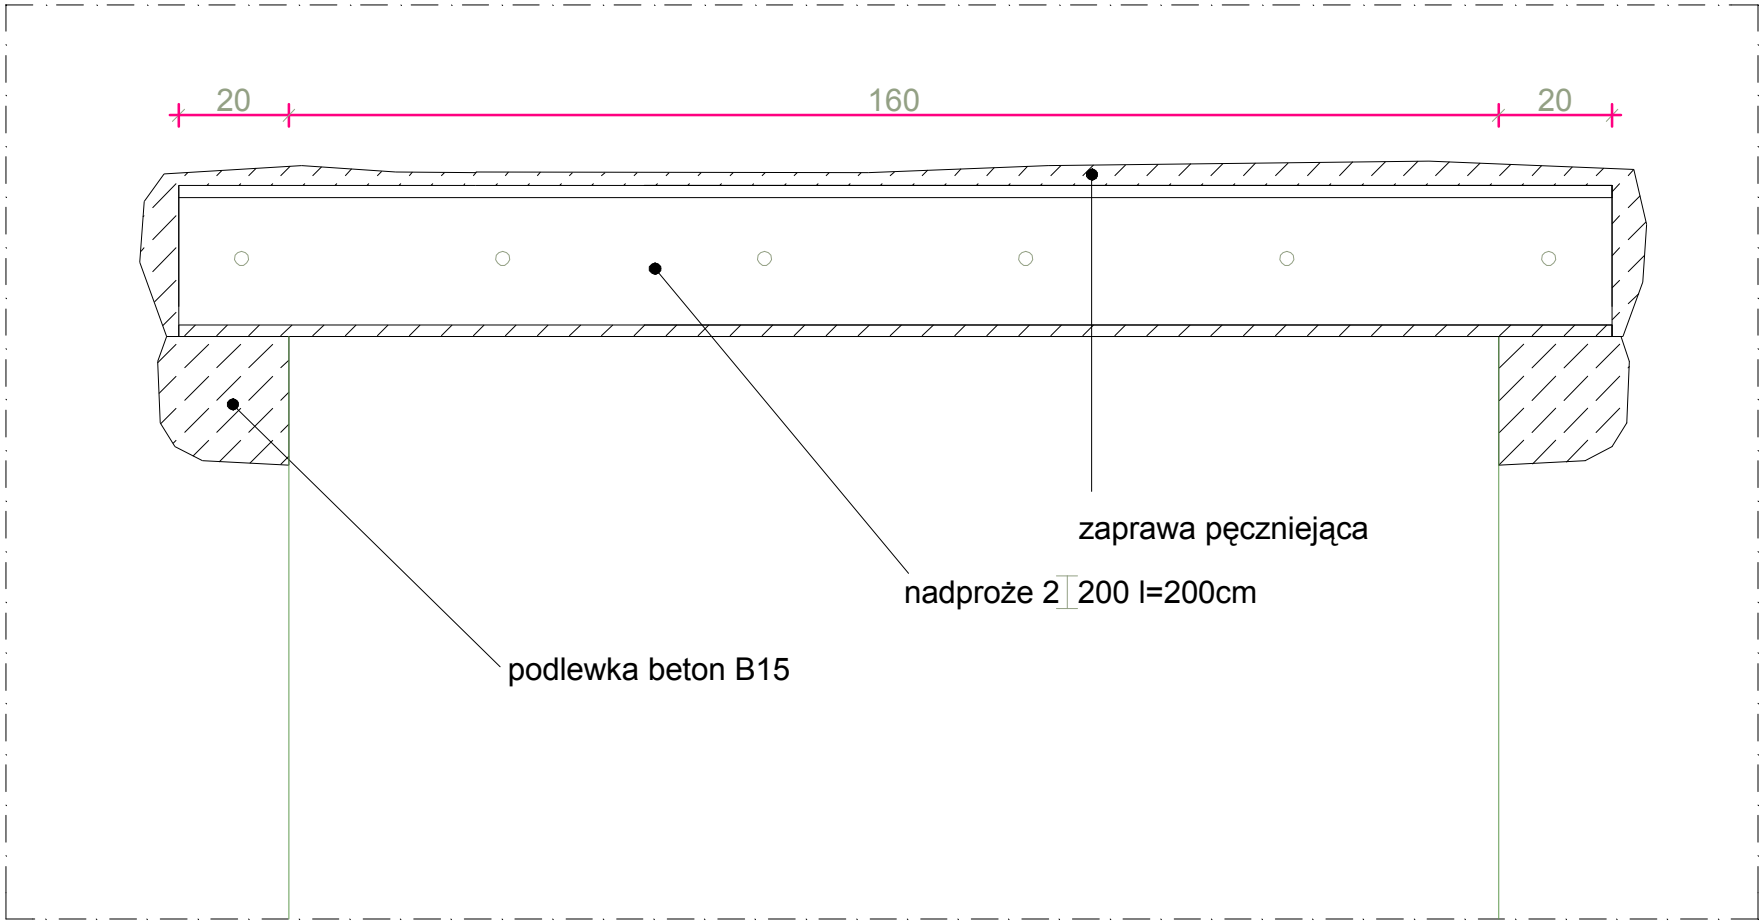 20 160 20
zaprawa pęczniejąca
nadproże 2 200 l=200cm
podlewka beton B15